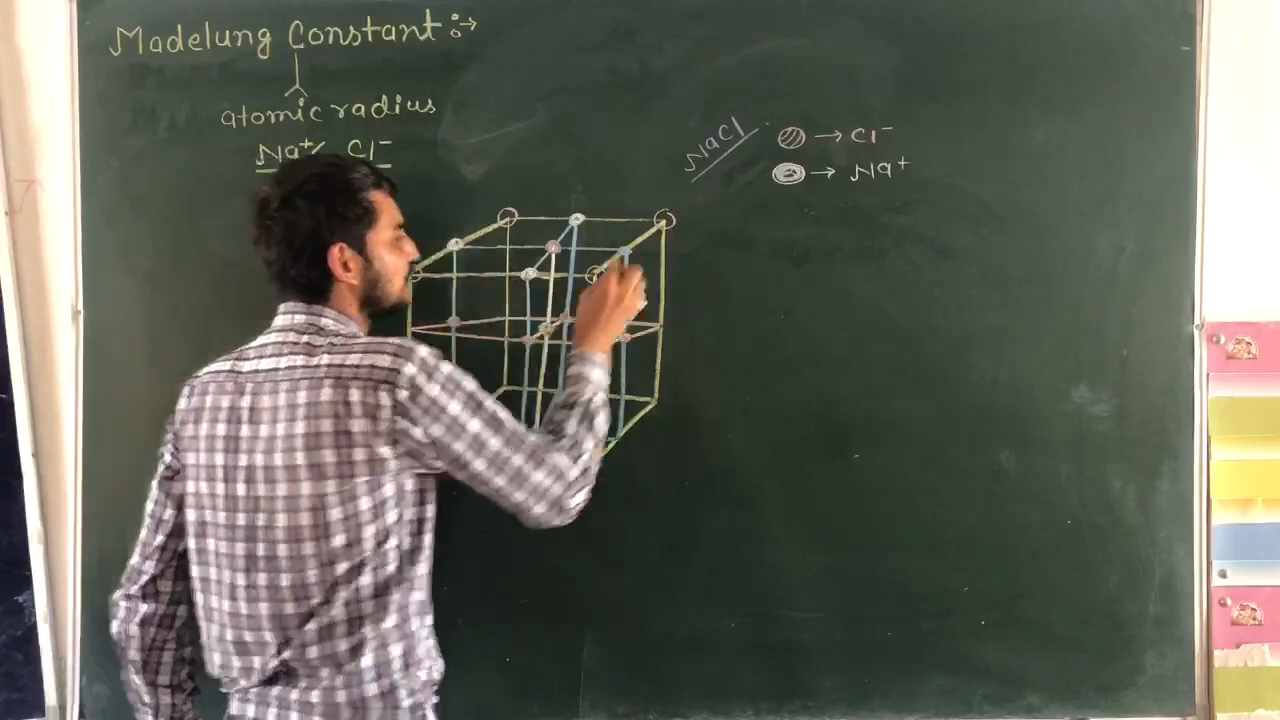 Madelung Constant :→
atomic radius
Na⁺ Cl⁻
NaCl
→ Cl⁻
→ Na⁺